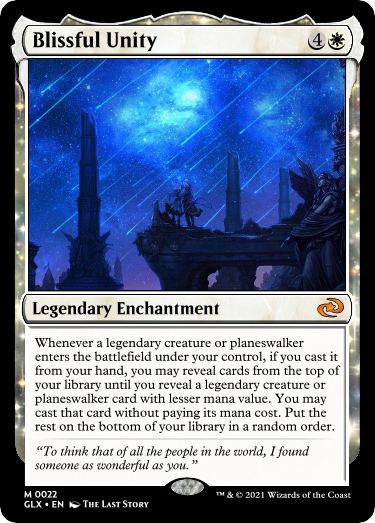 Blissful Unity 4
Legendary Enchantment
Whenever a legendary creature or planeswalker
enters the battlefield under your control, if you cast it
from your hand, you may reveal cards from the top of
your library until you reveal a legendary creature or
planeswalker card with lesser mana value. You may
cast that card without paying its mana cost. Put the
rest on the bottom of your library in a random order.
“To think that of all the people in the world, I found
someone as wonderful as you.”
M 0022
GLX • EN The Last Story
™ & © 2021 Wizards of the Coast